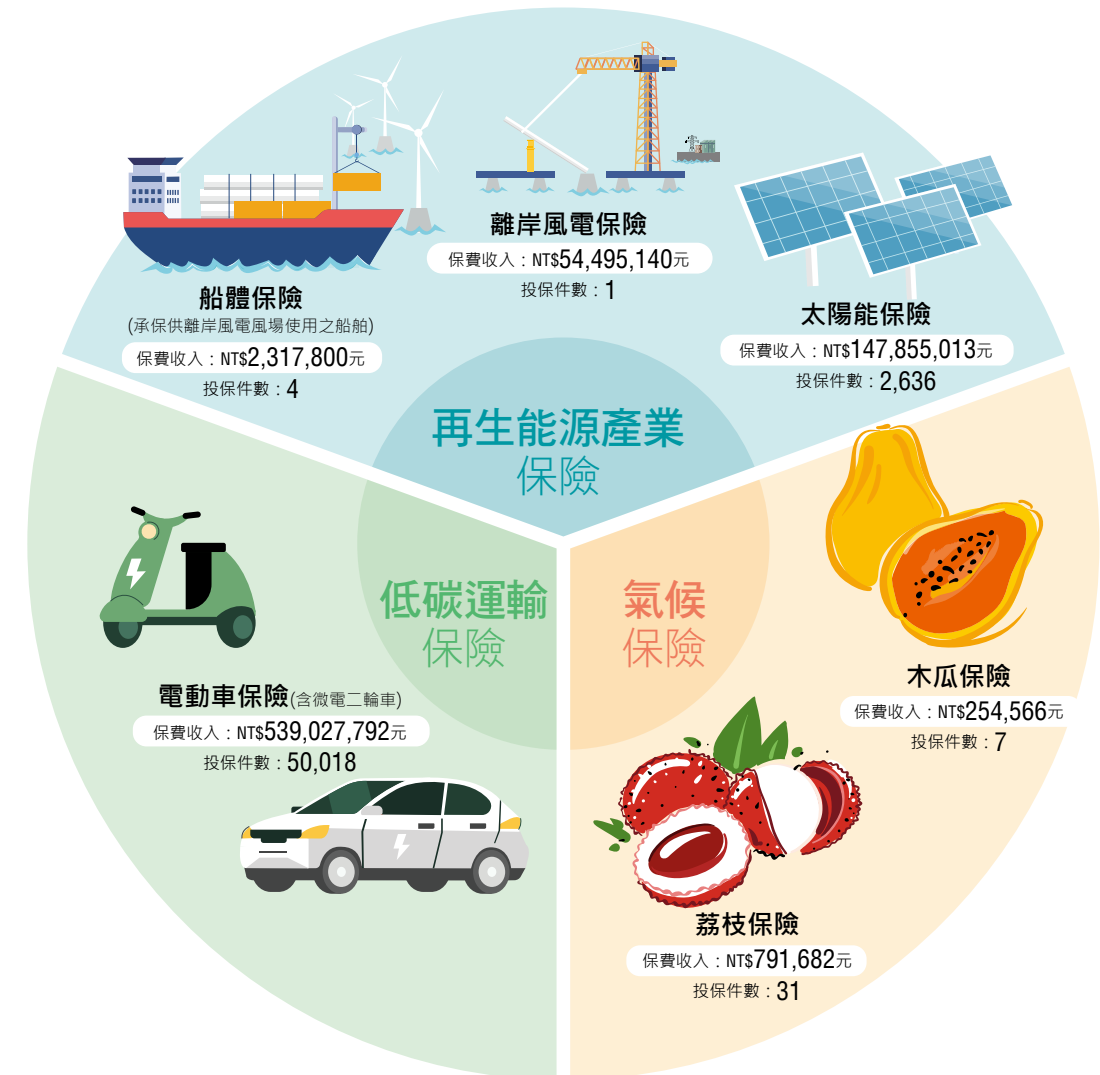 離岸風電保險
保費收入：NT$54,495,140元
投保件數：1
船體保險
(承保供離岸風電風場使用之船舶)
保費收入：NT$2,317,800元
投保件數：4
太陽能保險
保費收入：NT$147,855,013元
投保件數：2,636
再生能源產業
保險
低碳運輸
保險
氣候
保險
電動車保險(含微電二輪車)
保費收入：NT$539,027,792元
投保件數：50,018
木瓜保險
保費收入：NT$254,566元
投保件數：7
荔枝保險
保費收入：NT$791,682元
投保件數：31